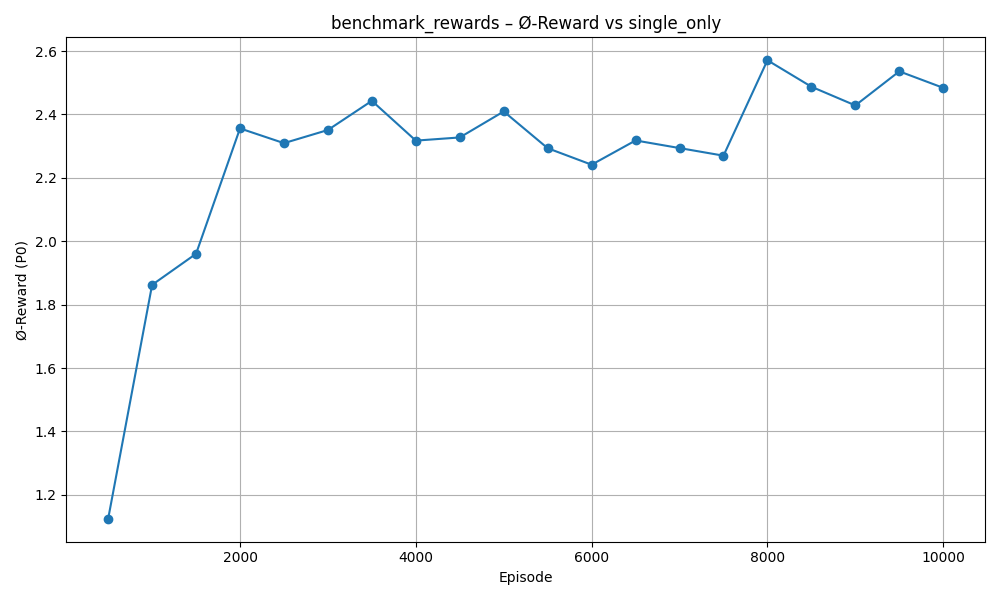 benchmark_rewards – Ø-Reward vs single_only
2.6
2.4
2.2
2.0
1.8
1.6
1.4
1.2
Ø-Reward (P0)
2000 4000 6000 8000 10000
Episode